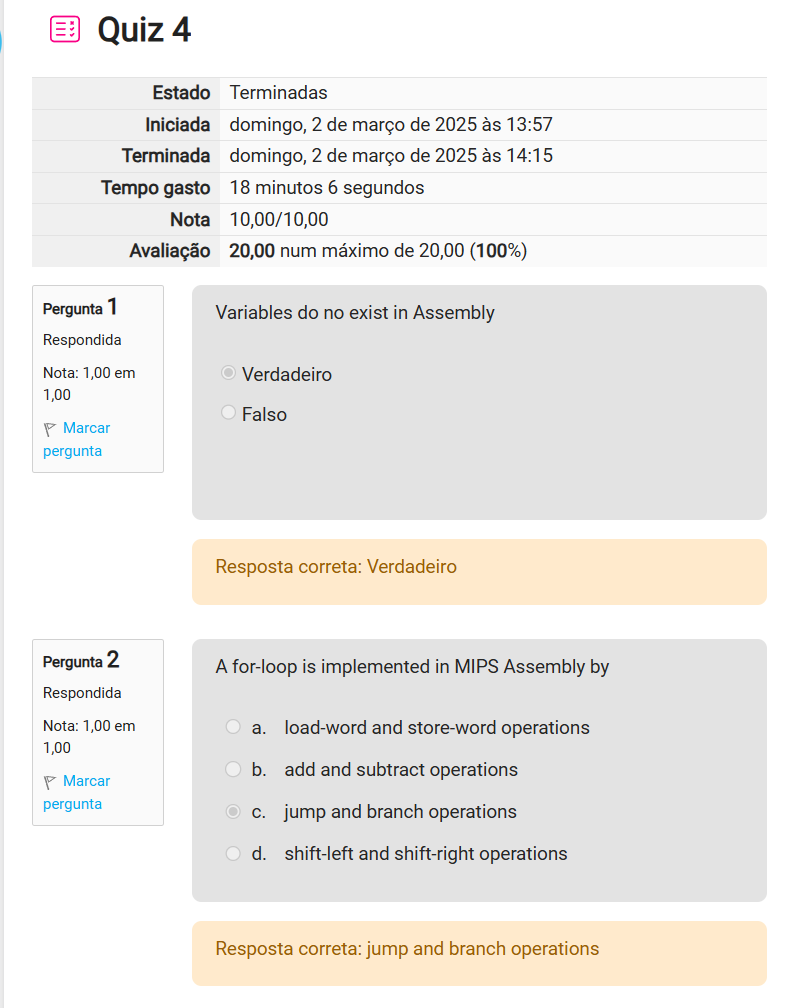 Quiz 4
Estado Terminadas
Iniciada domingo, 2 de março de 2025 às 13:57
Terminada domingo, 2 de março de 2025 às 14:15
Tempo gasto 18 minutos 6 segundos
Nota 10,00/10,00
Avaliação 20,00 num máximo de 20,00 (100%)
Pergunta 1
Respondida
Nota: 1,00 em
1,00
Marcar
pergunta
Variables do no exist in Assembly
Verdadeiro
Falso
Resposta correta: Verdadeiro
Pergunta 2
Respondida
Nota: 1,00 em
1,00
Marcar
pergunta
A for-loop is implemented in MIPS Assembly by
a. load-word and store-word operations
b. add and subtract operations
c. jump and branch operations
d. shift-left and shift-right operations
Resposta correta: jump and branch operations